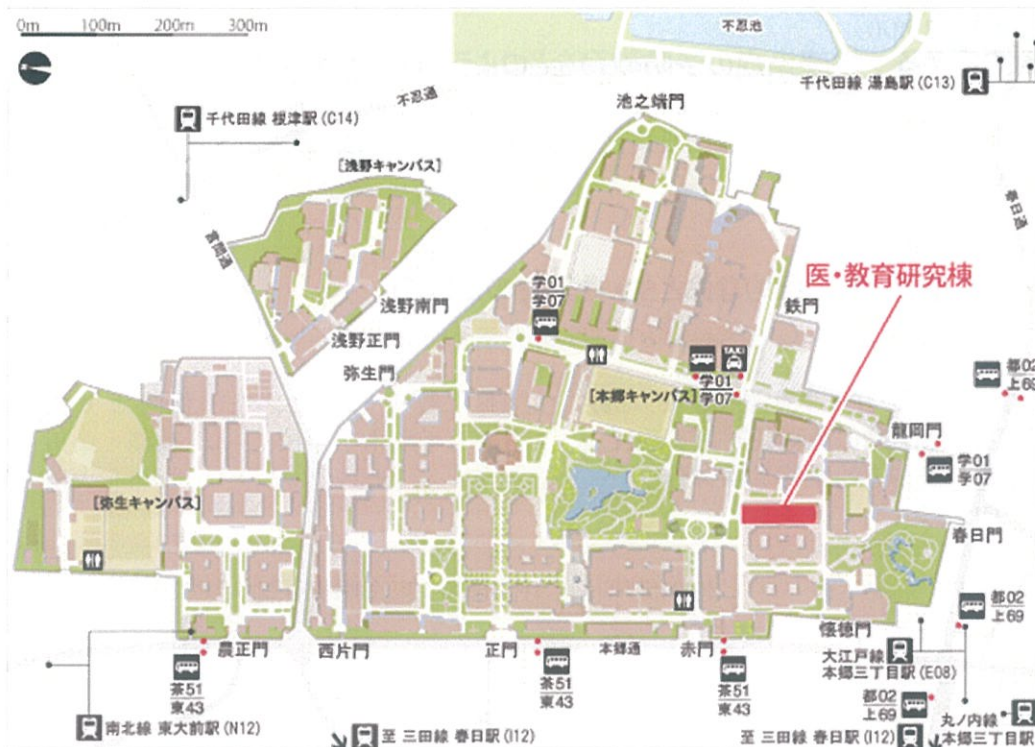 0m 100m 200m 300m
不忍池
千代田線 湯島駅(C13)
千代田線 根津駅(C14)
不忍通
池之端門
[浅野キャンパス]
春日通
言問通
医・教育研究棟
学01
学07
鉄門
浅野南門
浅野正門
弥生門
TAXI
学01
学07
[本郷キャンパス]
都02
上69
龍岡門
学01
学07
[弥生キャンパス]
春日門
都02
上69
懐徳門
農正門
西片門
正門
本郷通
赤門
大江戸線
本郷三丁目駅(E08)
茶51
東43
茶51
東43
茶51
東43
都02
上69
南北線 東大前駅(N12)
至 三田線 春日駅(I12)
至 三田線 春日駅(I12)
丸ノ内線
本郷三丁目駅